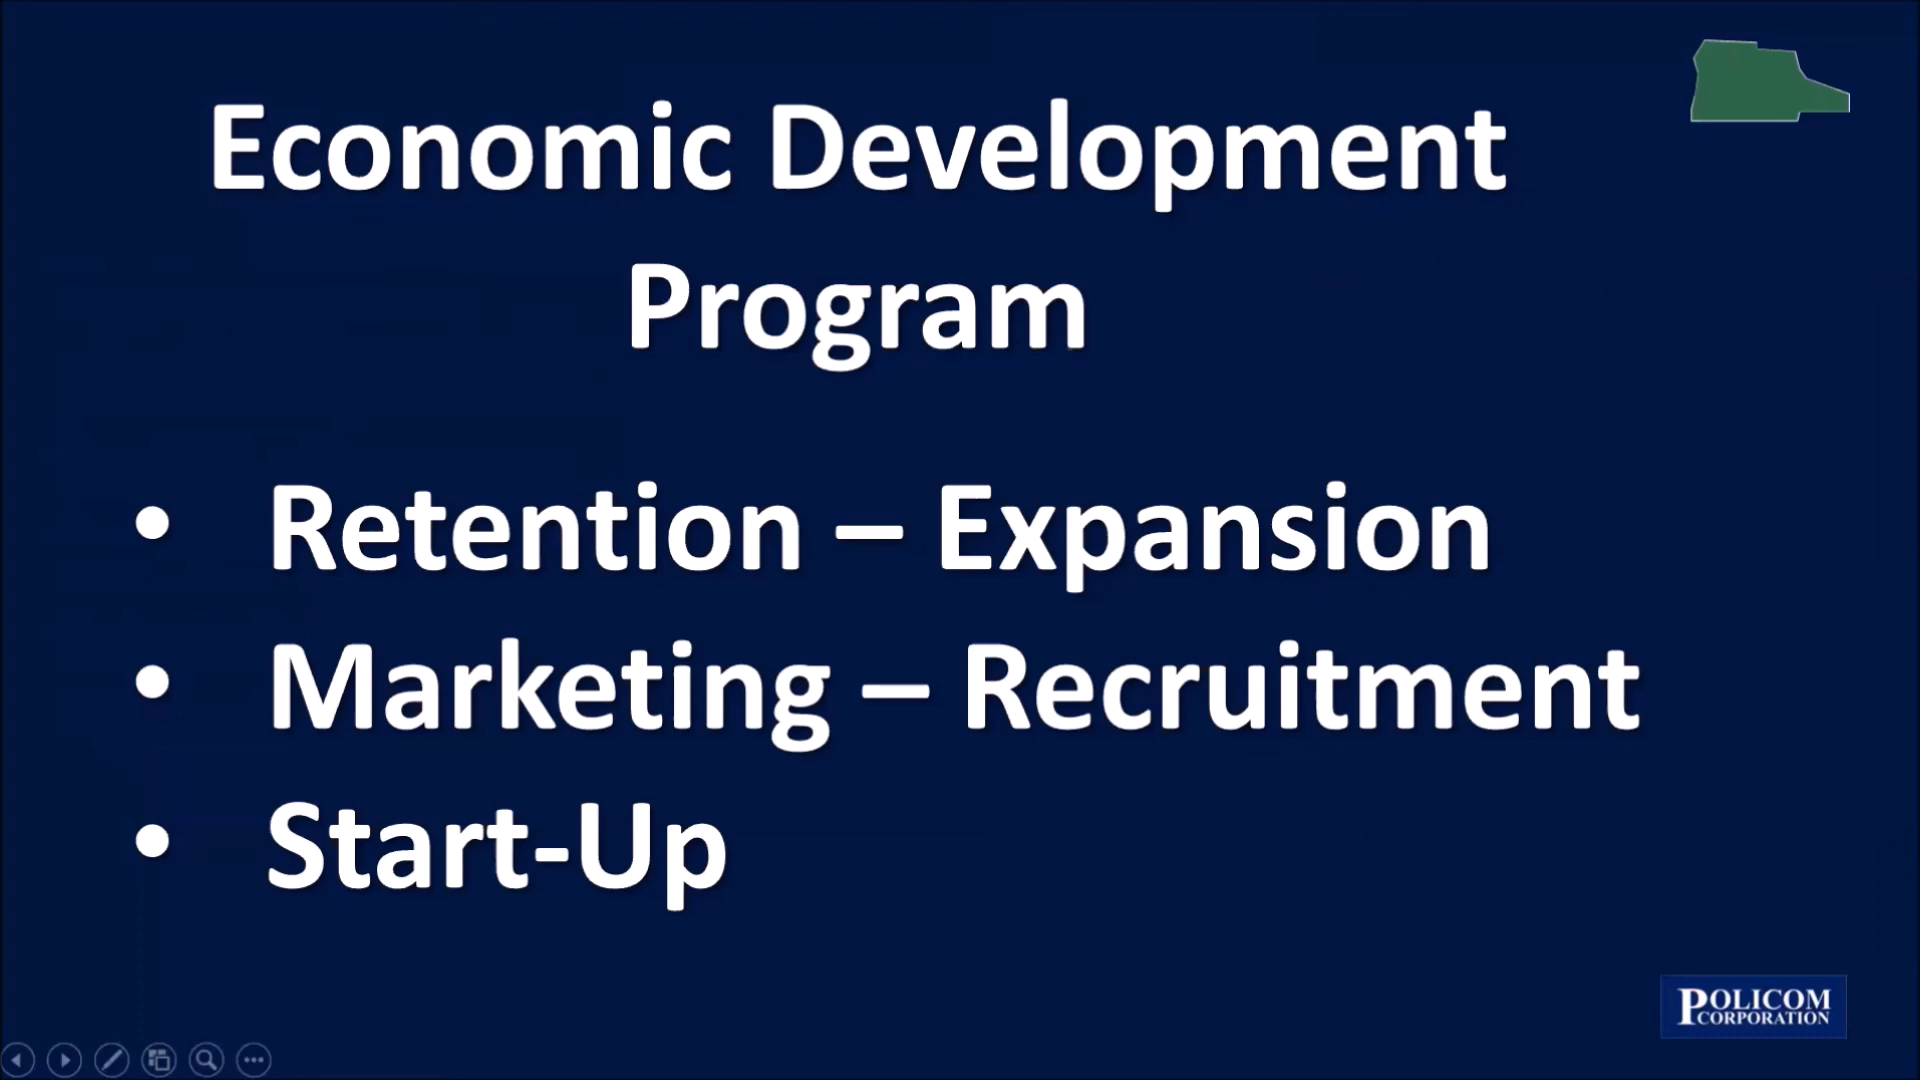 Economic Development
Program
• Retention – Expansion
• Marketing – Recruitment
• Start-Up
POLICOM
CORPORATION